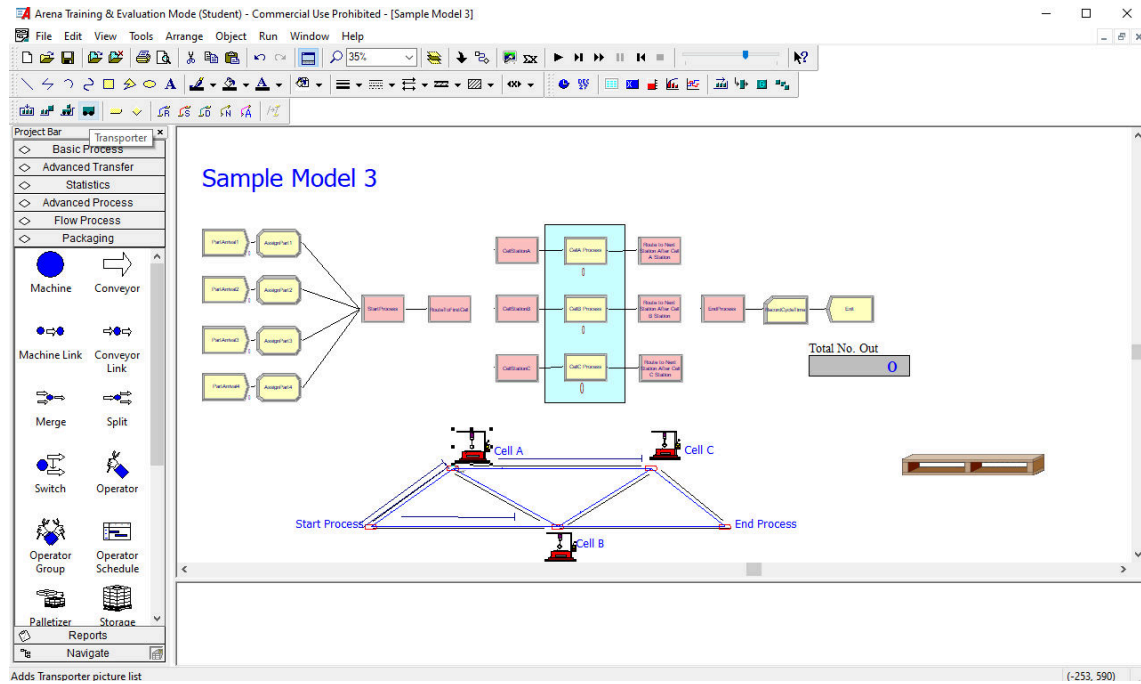 Arena Training & Evaluation Mode (Student) - Commercial Use Prohibited - [Sample Model 3]
File Edit View Tools Arrange Object Run Window Help
35%
Project Bar
Transporter
Basic Process
Advanced Transfer
Statistics
Advanced Process
Flow Process
Packaging
Machine
Conveyor
Machine Link
Conveyor
Link
Merge
Split
Switch
Operator
Operator
Group
Operator
Schedule
Palletizer
Storage
Reports
Navigate
Sample Model 3
PartArrival1
AssignPart1
PartArrival2
AssignPart2
PartArrival3
AssignPart3
PartArrival4
AssignPart4
StartProcess
RouteToFirstCell
CellStationA
CellA Process
Route to Next
Station After Cell
A Station
CellStationB
CellB Process
Route to Next
Station After Cell
B Station
CellStationC
CellC Process
Route to Next
Station After Cell
C Station
EndProcess
RecordCycleTime
Exit
Total No. Out
0
Cell A
Cell C
Start Process
End Process
Cell B
Adds Transporter picture list
(-253, 590)